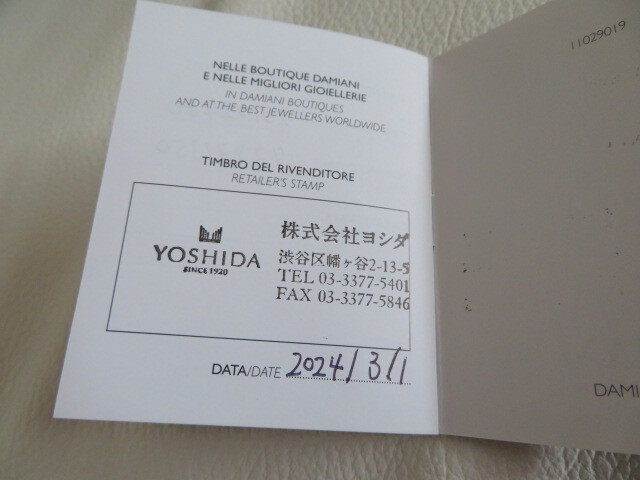 NELLE BOUTIQUE DAMIANI
E NELLE MIGLIORI GIOIELLERIE
IN DAMIANI BOUTIQUES
AND AT THE BEST JEWELLERS WORLDWIDE
TIMBRO DEL RIVENDITORE
RETAILER'S STAMP
YOSHIDA
SINCE 1920
株式会社ヨシダ
渋谷区幡ヶ谷2-13-5
TEL 03-3377-5401
FAX 03-3377-5846
DATA/DATE 2024/3/1
11029019
DAMI